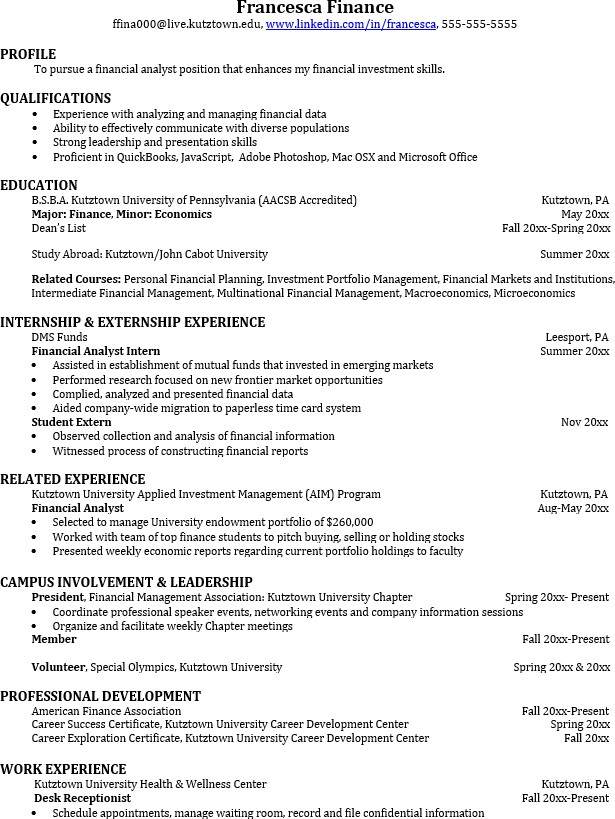 Francesca Finance
ffina000@live.kutztown.edu, www.linkedin.com/in/francesca, 555-555-5555
PROFILE
To pursue a financial analyst position that enhances my financial investment skills.
QUALIFICATIONS
• Experience with analyzing and managing financial data
• Ability to effectively communicate with diverse populations
• Strong leadership and presentation skills
• Proficient in QuickBooks, JavaScript, Adobe Photoshop, Mac OSX and Microsoft Office
EDUCATION
B.S.B.A. Kutztown University of Pennsylvania (AACSB Accredited) Kutztown, PA
Major: Finance, Minor: Economics May 20xx
Dean's List Fall 20xx-Spring 20xx
Study Abroad: Kutztown/John Cabot University Summer 20xx
Related Courses: Personal Financial Planning, Investment Portfolio Management, Financial Markets and Institutions,
Intermediate Financial Management, Multinational Financial Management, Macroeconomics, Microeconomics
INTERNSHIP & EXTERNSHIP EXPERIENCE
DMS Funds Leesport, PA
Financial Analyst Intern Summer 20xx
• Assisted in establishment of mutual funds that invested in emerging markets
• Performed research focused on new frontier market opportunities
• Complied, analyzed and presented financial data
• Aided company-wide migration to paperless time card system
Student Extern Nov 20xx
• Observed collection and analysis of financial information
• Witnessed process of constructing financial reports
RELATED EXPERIENCE
Kutztown University Applied Investment Management (AIM) Program Kutztown, PA
Financial Analyst Aug-May 20xx
• Selected to manage University endowment portfolio of $260,000
• Worked with team of top finance students to pitch buying, selling or holding stocks
• Presented weekly economic reports regarding current portfolio holdings to faculty
CAMPUS INVOLVEMENT & LEADERSHIP
President, Financial Management Association: Kutztown University Chapter Spring 20xx- Present
• Coordinate professional speaker events, networking events and company information sessions
• Organize and facilitate weekly Chapter meetings
Member Fall 20xx-Present
Volunteer, Special Olympics, Kutztown University Spring 20xx & 20xx
PROFESSIONAL DEVELOPMENT
American Finance Association Fall 20xx-Present
Career Success Certificate, Kutztown University Career Development Center Spring 20xx
Career Exploration Certificate, Kutztown University Career Development Center Fall 20xx
WORK EXPERIENCE
Kutztown University Health & Wellness Center Kutztown, PA
Desk Receptionist Fall 20xx-Present
• Schedule appointments, manage waiting room, record and file confidential information